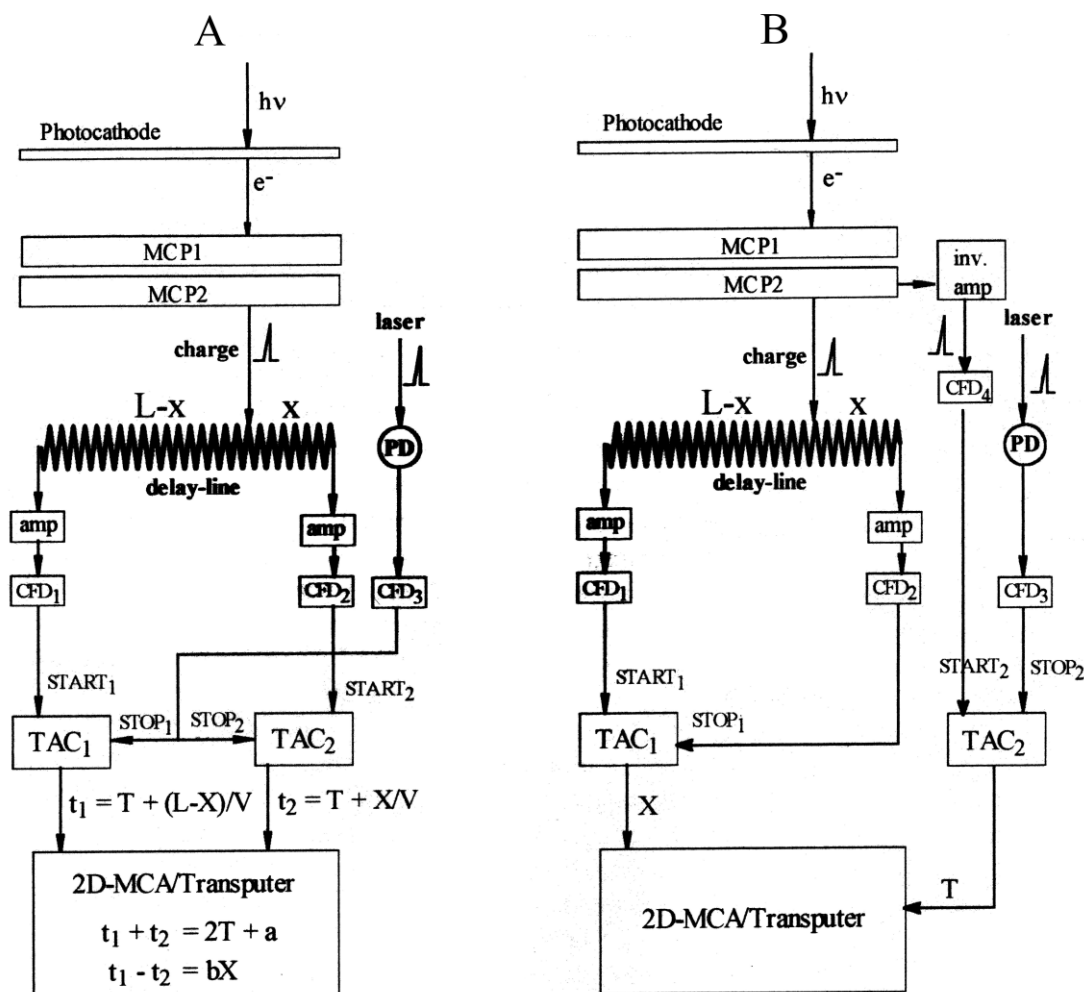 A
hν
Photocathode
e⁻
MCP1
MCP2
laser
charge
L-x x
PD
delay-line
amp
amp
CFD₁
CFD₂
CFD₃
START₁
START₂
STOP₁
STOP₂
TAC₁
TAC₂
t₁ = T + (L-X)/V
t₂ = T + X/V
2D-MCA/Transputer
t₁ + t₂ = 2T + a
t₁ - t₂ = bX
B
hν
Photocathode
e⁻
MCP1
MCP2
inv.
amp
laser
charge
CFD₄
L-x x
PD
delay-line
amp
amp
CFD₁
CFD₂
CFD₃
START₁
START₂
STOP₂
STOP₁
TAC₁
TAC₂
X
T
2D-MCA/Transputer